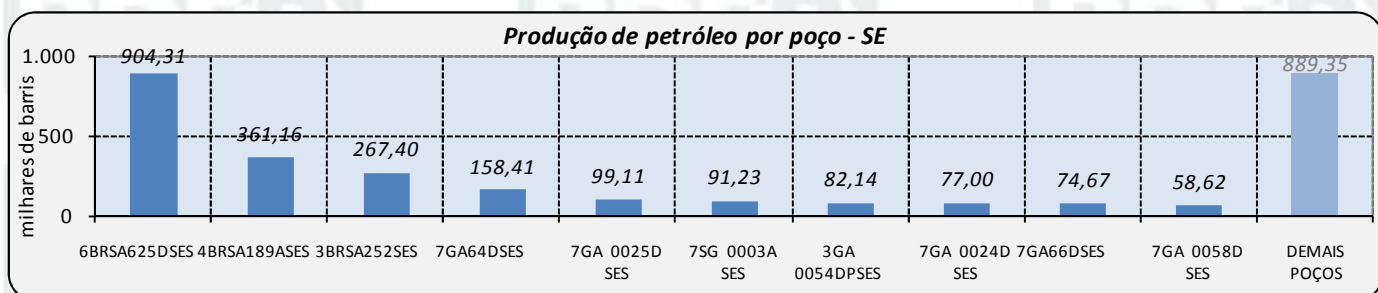 Produção de petróleo por poço - SE
milhares de barris
1.000
500
0
904,31
361,16
267,40
158,41
99,11
91,23
82,14
77,00
74,67
58,62
889,35
6BRSA625DSES
4BRSA189ASES
3BRSA252SES
7GA64DSES
7GA 0025D
SES
7SG 0003A
SES
3GA
0054DPSES
7GA 0024D
SES
7GA66DSES
7GA 0058D
SES
DEMAIS
POÇOS